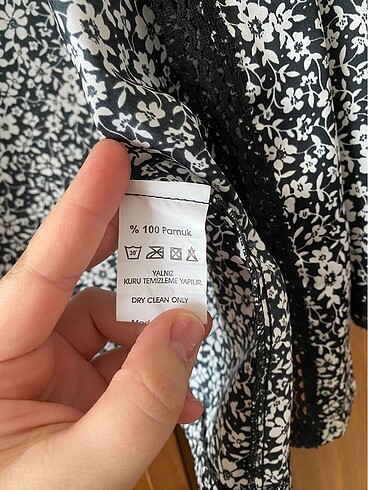 % 100 Pamuk
30°
YALNIZ
KURU TEMİZLEME YAPILIR.
DRY CLEAN ONLY